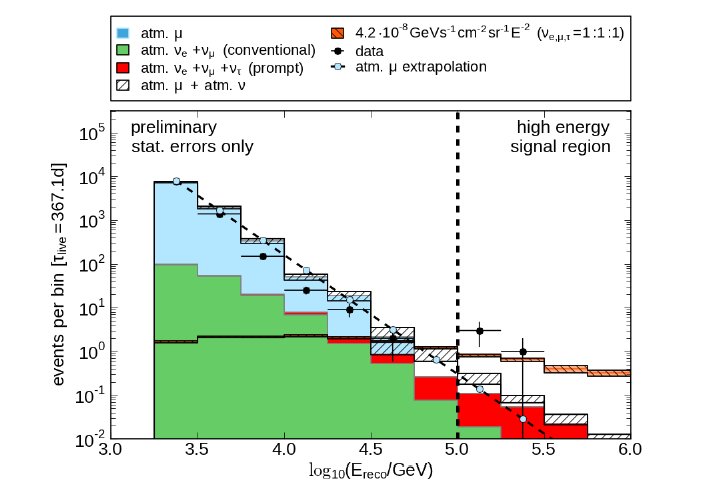 atm. μ
atm. νe +νμ (conventional)
atm. νe +νμ +ντ (prompt)
atm. μ + atm. ν
4.2·10⁻⁸GeVs⁻¹cm⁻²sr⁻¹E⁻² (νe,μ,τ=1:1:1)
data
atm. μ extrapolation
preliminary
stat. errors only
high energy
signal region
events per bin [τlive=367.1d]
10⁵
10⁴
10³
10²
10¹
10⁰
10⁻¹
10⁻²
3.0 3.5 4.0 4.5 5.0 5.5 6.0
log₁₀(Ereco/GeV)